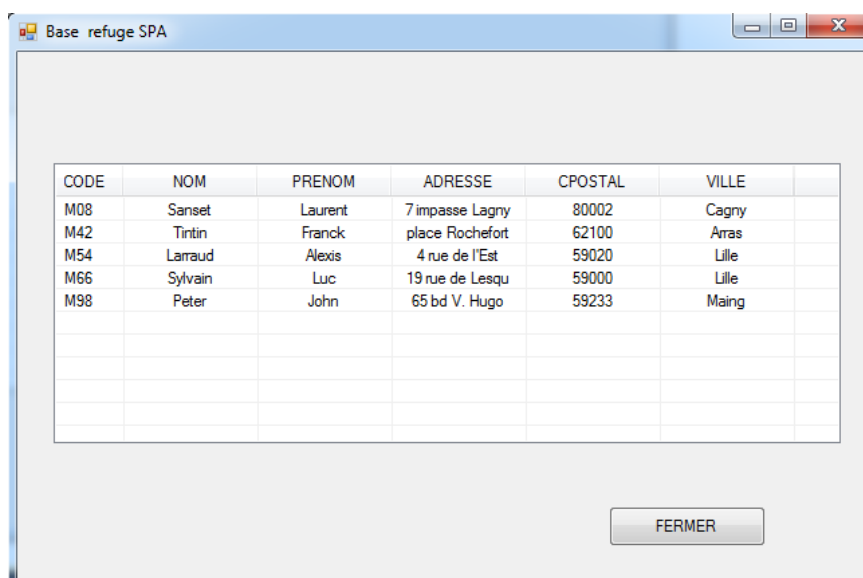 Base refuge SPA
CODE NOM PRENOM ADRESSE CPOSTAL VILLE
M08 Sanset Laurent 7 impasse Lagny 80002 Cagny
M42 Tintin Franck place Rochefort 62100 Arras
M54 Larraud Alexis 4 rue de l'Est 59020 Lille
M66 Sylvain Luc 19 rue de Lesqu 59000 Lille
M98 Peter John 65 bd V. Hugo 59233 Maing
FERMER